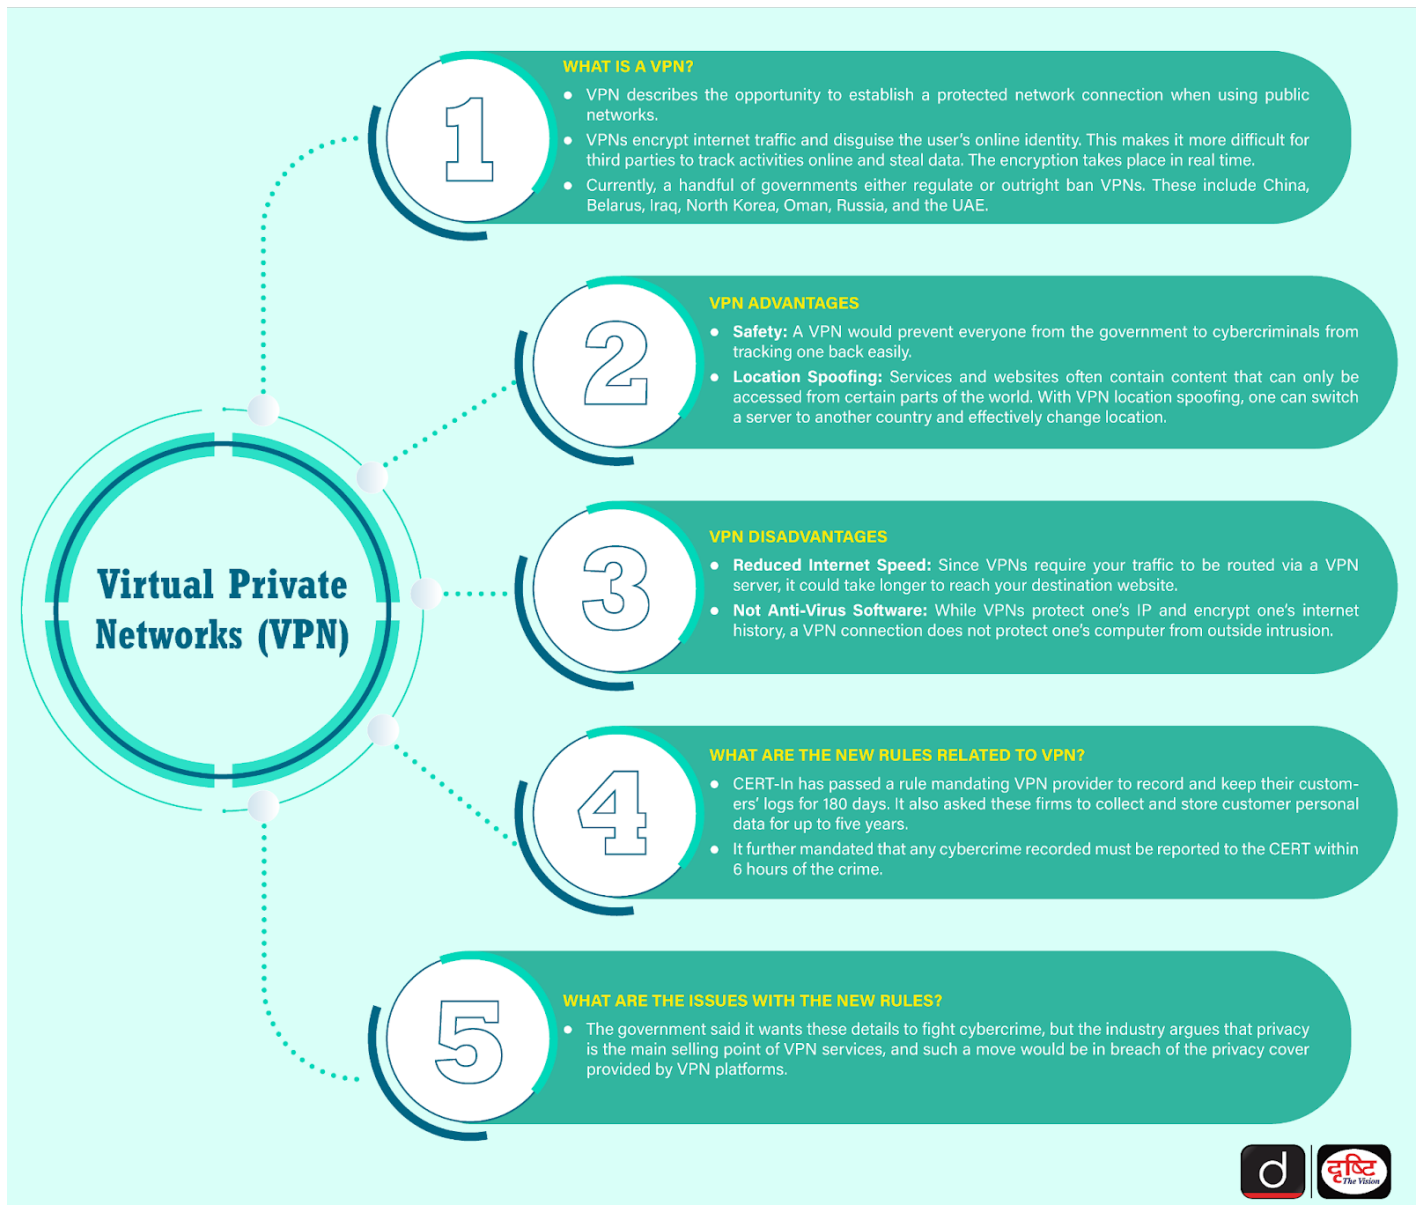 1
WHAT IS A VPN?
● VPN describes the opportunity to establish a protected network connection when using public
networks.
● VPNs encrypt internet traffic and disguise the user's online identity. This makes it more difficult for
third parties to track activities online and steal data. The encryption takes place in real time.
● Currently, a handful of governments either regulate or outright ban VPNs. These include China,
Belarus, Iraq, North Korea, Oman, Russia, and the UAE.
2
VPN ADVANTAGES
● Safety: A VPN would prevent everyone from the government to cybercriminals from
tracking one back easily.
● Location Spoofing: Services and websites often contain content that can only be
accessed from certain parts of the world. With VPN location spoofing, one can switch
a server to another country and effectively change location.
Virtual Private
Networks (VPN)
3
VPN DISADVANTAGES
● Reduced Internet Speed: Since VPNs require your traffic to be routed via a VPN
server, it could take longer to reach your destination website.
● Not Anti-Virus Software: While VPNs protect one's IP and encrypt one's internet
history, a VPN connection does not protect one's computer from outside intrusion.
4
WHAT ARE THE NEW RULES RELATED TO VPN?
● CERT-In has passed a rule mandating VPN provider to record and keep their custom-
ers' logs for 180 days. It also asked these firms to collect and store customer personal
data for up to five years.
● It further mandated that any cybercrime recorded must be reported to the CERT within
6 hours of the crime.
5
WHAT ARE THE ISSUES WITH THE NEW RULES?
● The government said it wants these details to fight cybercrime, but the industry argues that privacy
is the main selling point of VPN services, and such a move would be in breach of the privacy cover
provided by VPN platforms.
d
दृष्टि
The Vision